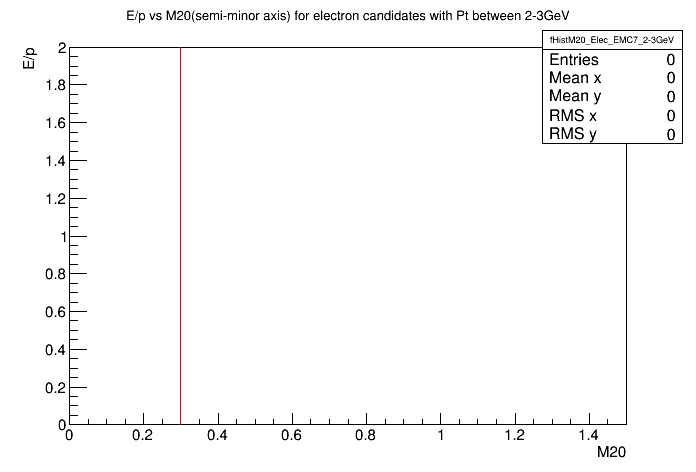 E/p vs M20(semi-minor axis) for electron candidates with Pt between 2-3GeV
fHistM20_Elec_EMC7_2-3GeV
Entries 0
Mean x 0
Mean y 0
RMS x 0
RMS y 0
E/p
2
1.8
1.6
1.4
1.2
1
0.8
0.6
0.4
0.2
0
0 0.2 0.4 0.6 0.8 1 1.2 1.4
M20